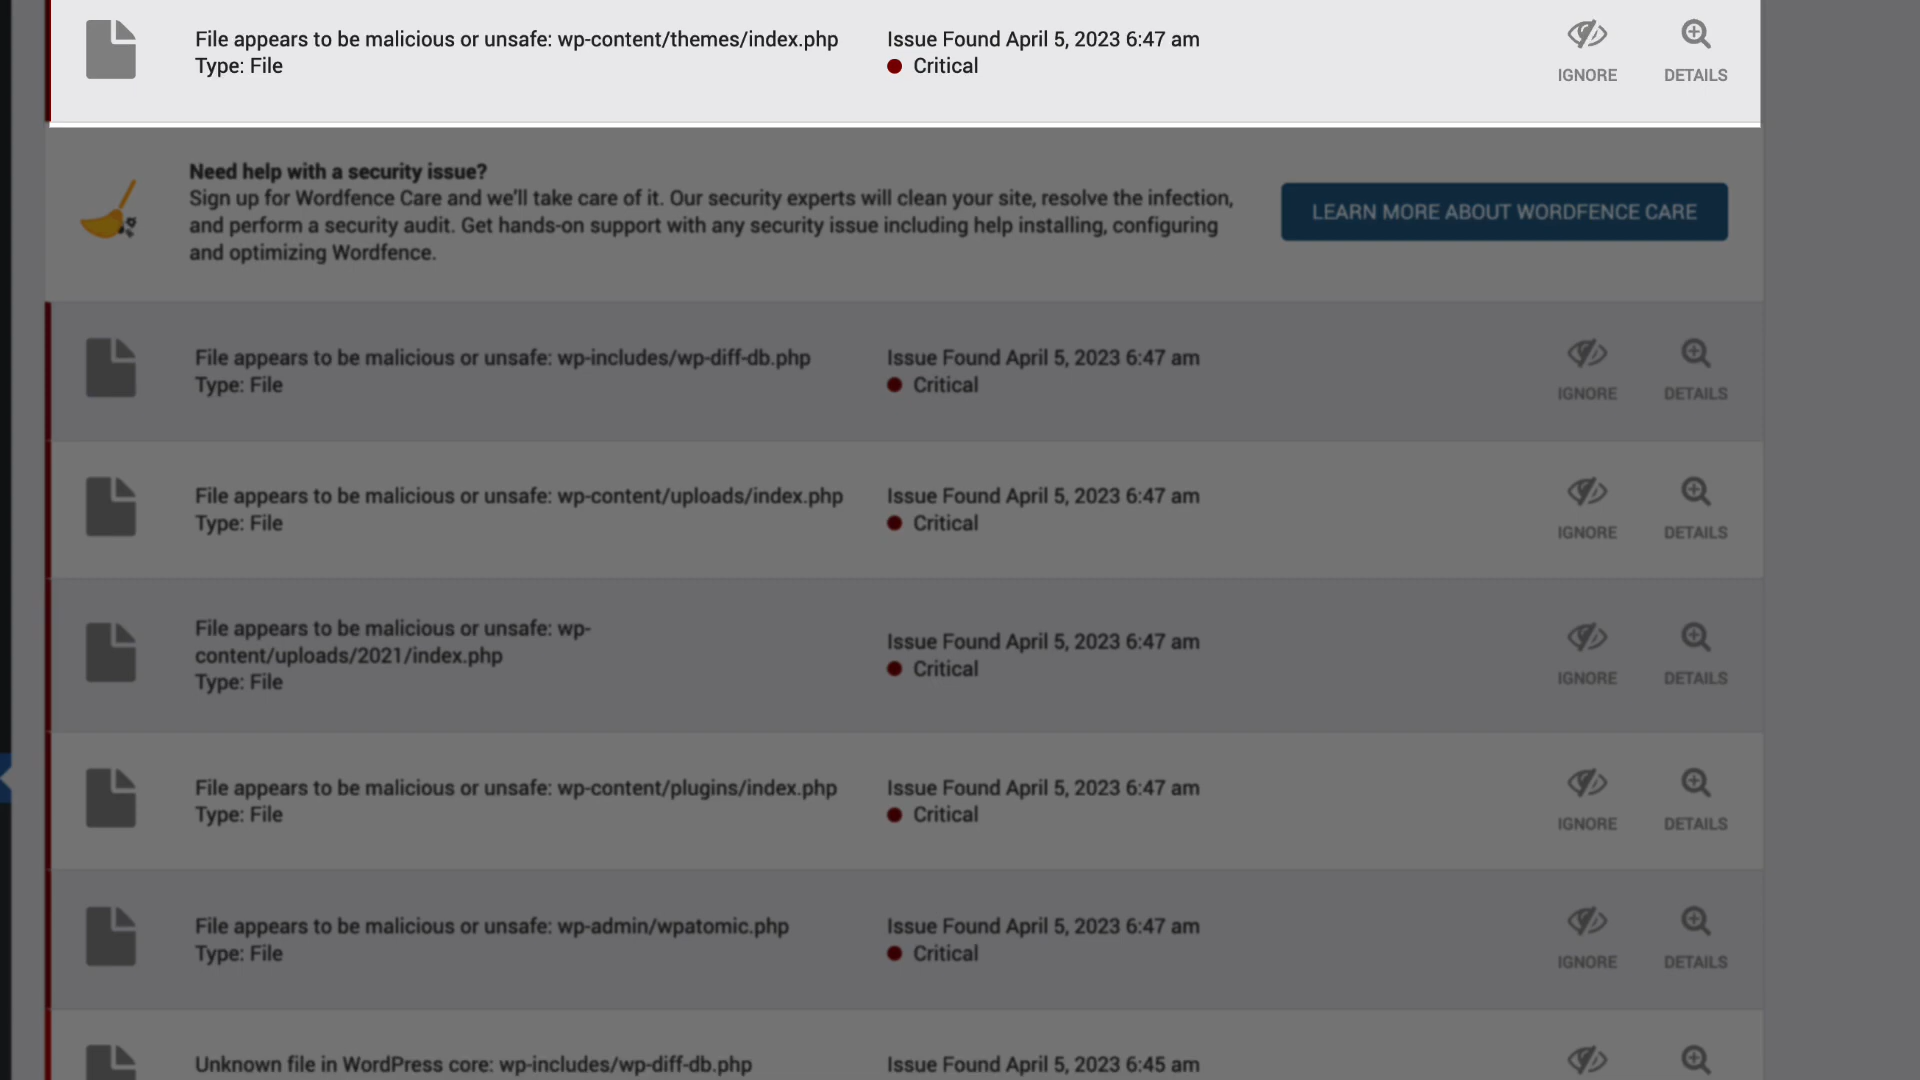 File appears to be malicious or unsafe: wp-content/themes/index.php
Type: File
Issue Found April 5, 2023 6:47 am
Critical
IGNORE
DETAILS
Need help with a security issue?
Sign up for Wordfence Care and we'll take care of it. Our security experts will clean your site, resolve the infection,
and perform a security audit. Get hands-on support with any security issue including help installing, configuring
and optimizing Wordfence.
LEARN MORE ABOUT WORDFENCE CARE
File appears to be malicious or unsafe: wp-includes/wp-diff-db.php
Type: File
Issue Found April 5, 2023 6:47 am
Critical
IGNORE
DETAILS
File appears to be malicious or unsafe: wp-content/uploads/index.php
Type: File
Issue Found April 5, 2023 6:47 am
Critical
IGNORE
DETAILS
File appears to be malicious or unsafe: wp-
content/uploads/2021/index.php
Type: File
Issue Found April 5, 2023 6:47 am
Critical
IGNORE
DETAILS
File appears to be malicious or unsafe: wp-content/plugins/index.php
Type: File
Issue Found April 5, 2023 6:47 am
Critical
IGNORE
DETAILS
File appears to be malicious or unsafe: wp-admin/wpatomic.php
Type: File
Issue Found April 5, 2023 6:47 am
Critical
IGNORE
DETAILS
Unknown file in WordPress core: wp-includes/wp-diff-db.php
Issue Found April 5, 2023 6:45 am